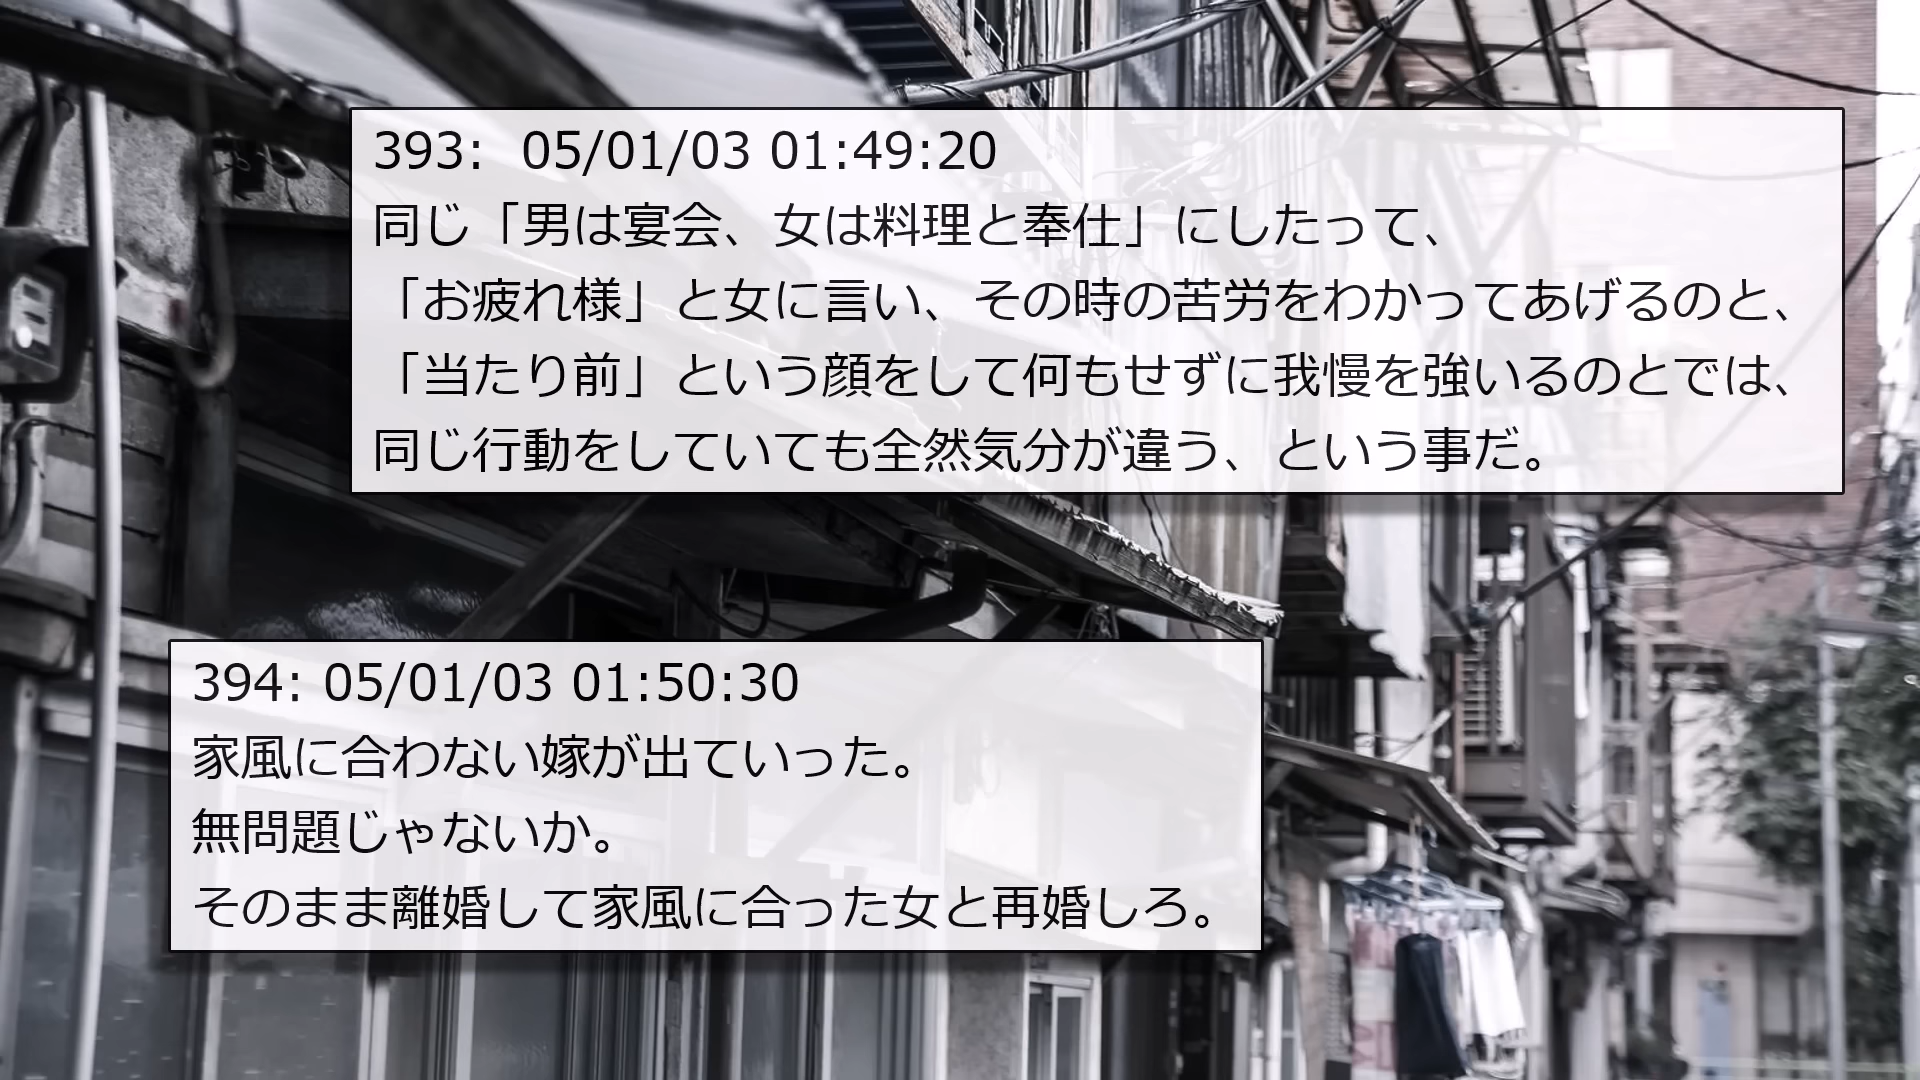 393:  05/01/03 01:49:20
同じ「男は宴会、女は料理と奉仕」にしたって、
「お疲れ様」と女に言い、その時の苦労をわかってあげるのと、
「当たり前」という顔をして何もせずに我慢を強いるのとでは、
同じ行動をしていても全然気分が違う、という事だ。
394: 05/01/03 01:50:30
家風に合わない嫁が出ていった。
無問題じゃないか。
そのまま離婚して家風に合った女と再婚しろ。